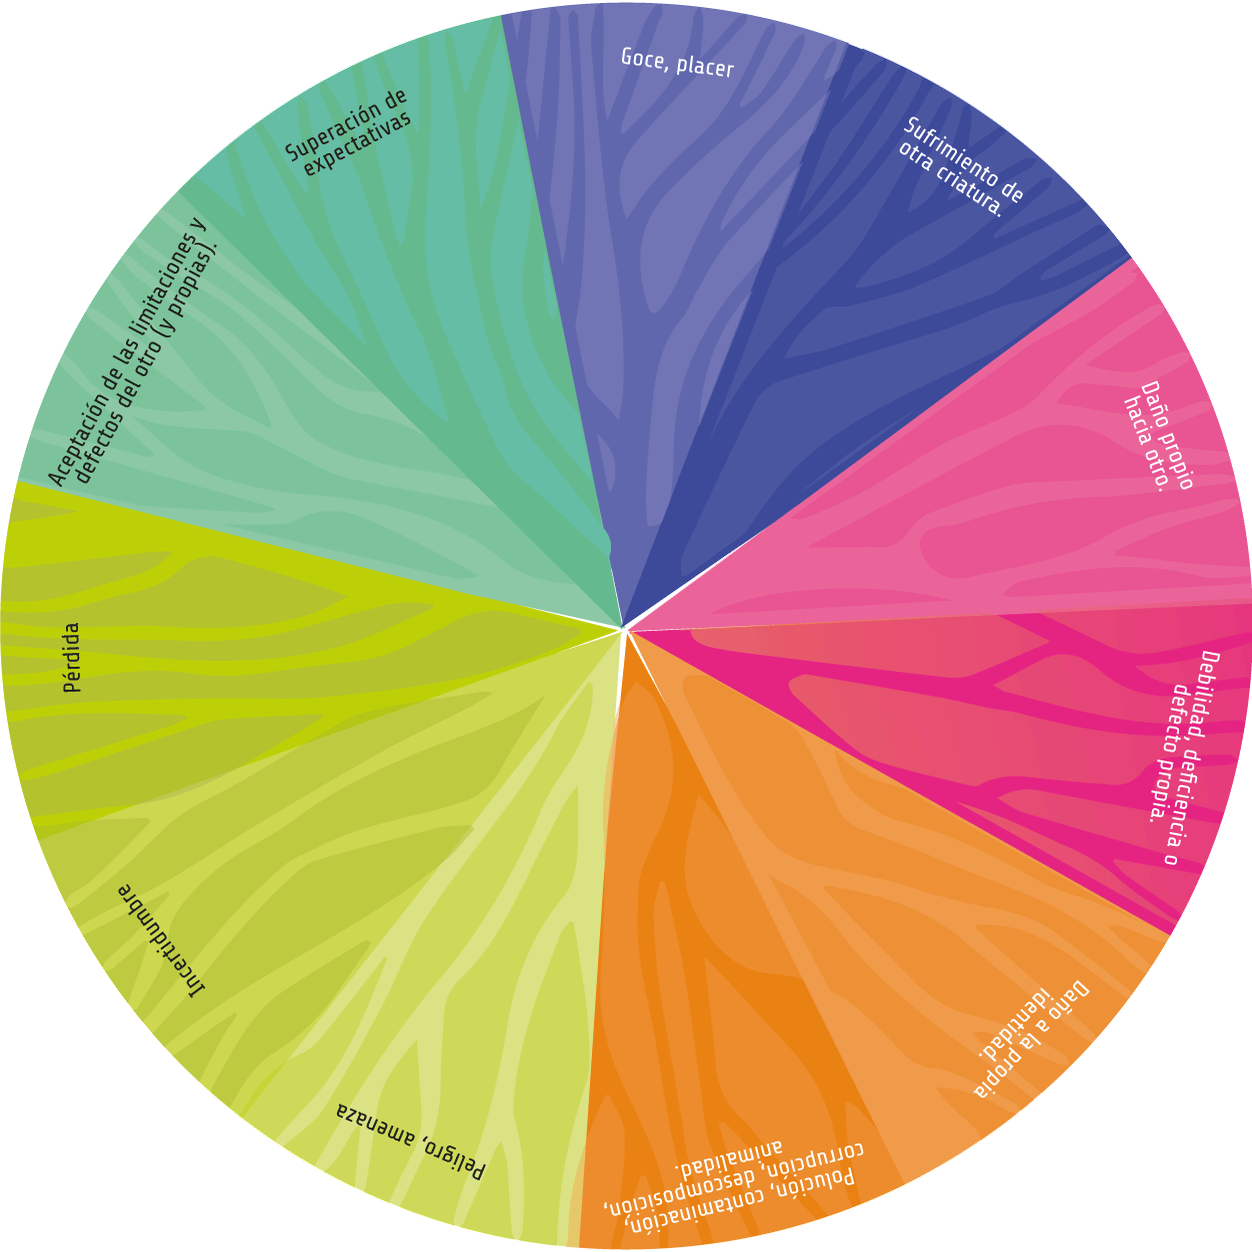 Goce, placer
Sufrimiento de
otra criatura.
Daño propio
hacia otro.
Debilidad, deficiencia o
defecto propia.
Daño a la propia
identidad.
Polución, contaminación,
corrupción, descomposición,
animalidad.
Peligro, amenaza
Incertidumbre
Pérdida
Aceptación de las limitaciones y
defectos del otro (y propias).
Superación de
expectativas